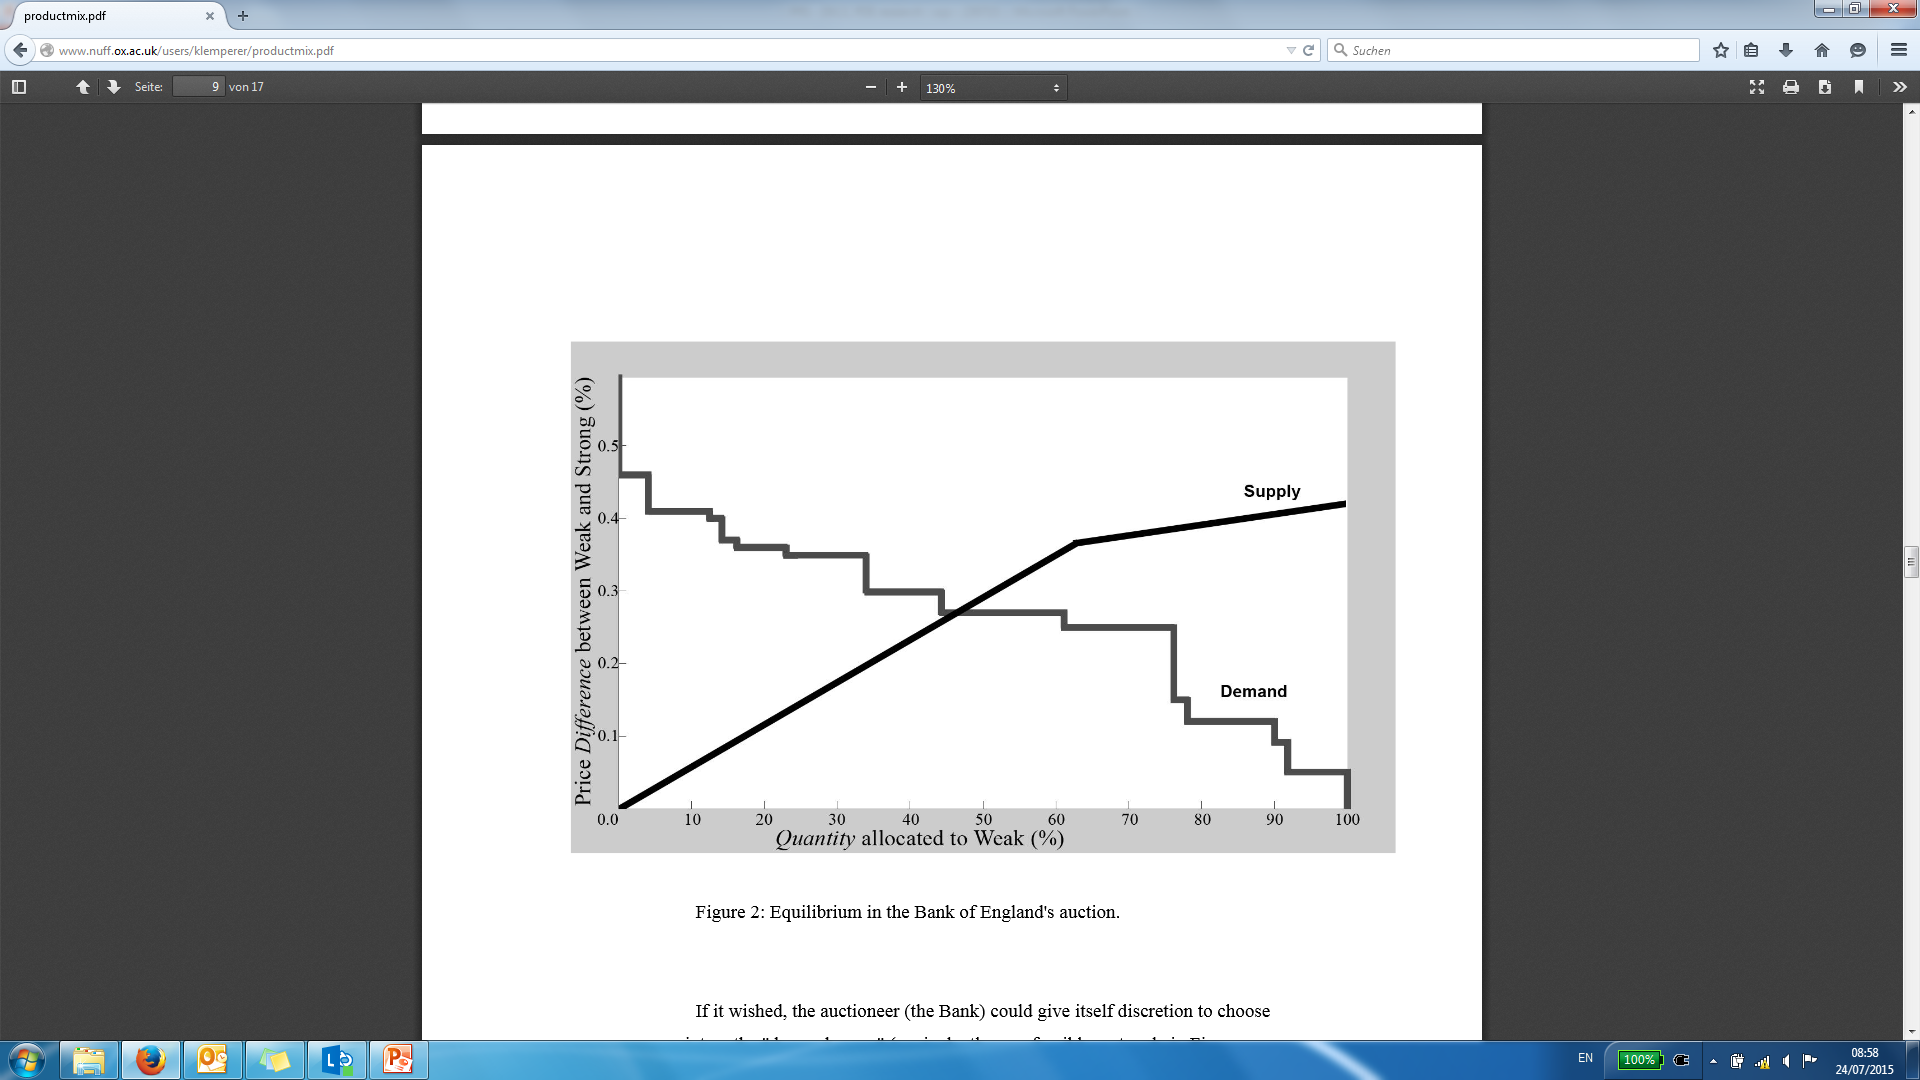 productmix.pdf
www.nuff.ox.ac.uk/users/klemperer/productmix.pdf
Suchen
Seite: 9 von 17
130%
Price Difference between Weak and Strong (%)
0.5
0.4
0.3
0.2
0.1
Supply
Demand
0.0 10 20 30 40 50 60 70 80 90 100
Quantity allocated to Weak (%)
Figure 2: Equilibrium in the Bank of England's auction.
If it wished, the auctioneer (the Bank) could give itself discretion to choose
EN
100%
08:58
24/07/2015